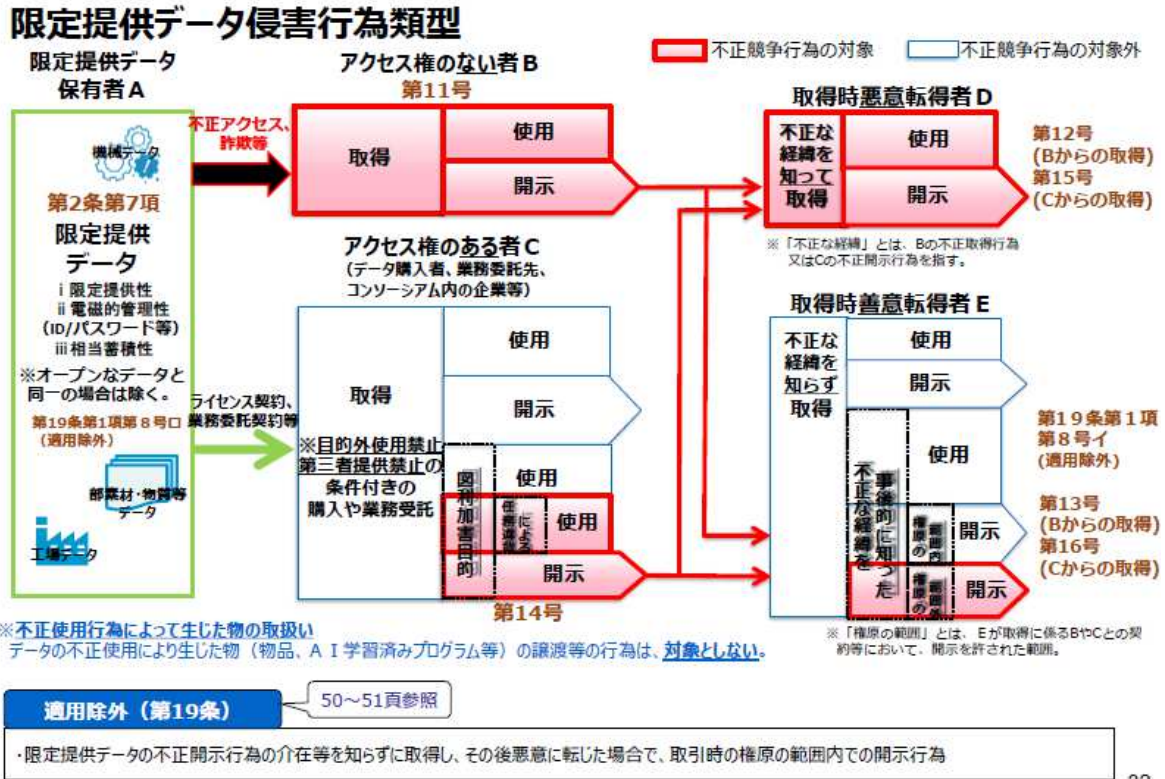 限定提供データ侵害行為類型
不正競争行為の対象
不正競争行為の対象外
限定提供データ
保有者A
機械データ
第2条第7項
限定提供
データ
ⅰ限定提供性
ⅱ電磁的管理性
(ID/パスワード等)
ⅲ相当蓄積性
※オープンなデータと
同一の場合は除く。
第19条第1項第8号ロ
(適用除外)
部素材・物質等
データ
工場データ
不正アクセス、
詐欺等
ライセンス契約、
業務委託契約等
アクセス権のない者B
第11号
取得
使用
開示
アクセス権のある者C
(データ購入者、業務委託先、
コンソーシアム内の企業等)
取得
※目的外使用禁止
第三者提供禁止の
条件付きの
購入や業務受託
使用
開示
図利加害目的
使用
任務違背
による
使用
開示
第14号
取得時悪意転得者D
不正な
経緯を
知って
取得
使用
開示
第12号
(Bからの取得)
第15号
(Cからの取得)
※「不正な経緯」とは、Bの不正取得行為
又はCの不正開示行為を指す。
取得時善意転得者E
不正な
経緯を
知らず
取得
使用
開示
不正な経緯を
事後的に知った
使用
権原の
範囲内
開示
権原の
範囲外
開示
第19条第1項
第8号イ
(適用除外)
第13号
(Bからの取得)
第16号
(Cからの取得)
※「権原の範囲」とは、Eが取得に係るBやCとの契
約等において、開示を許された範囲。
※不正使用行為によって生じた物の取扱い
データの不正使用により生じた物（物品、AI学習済みプログラム等）の譲渡等の行為は、対象としない。
適用除外（第19条）
50～51頁参照
・限定提供データの不正開示行為の介在等を知らずに取得し、その後悪意に転じた場合で、取引時の権原の範囲内での開示行為